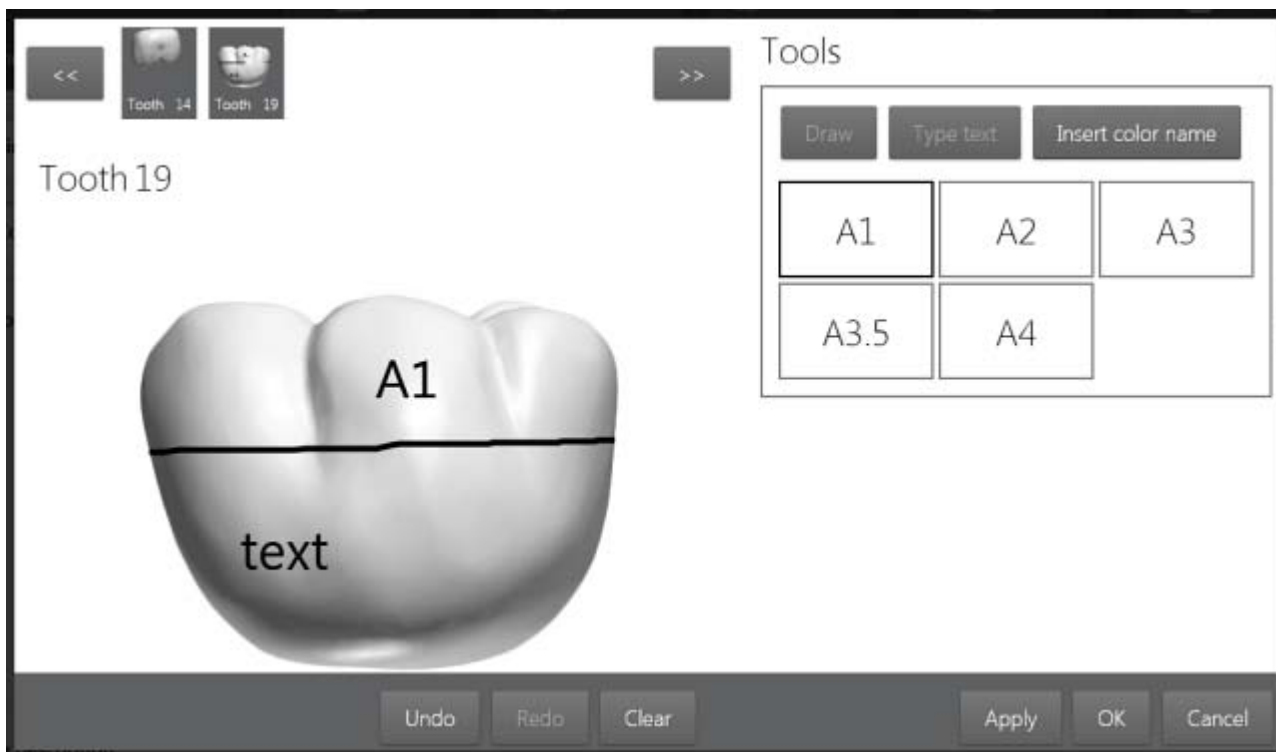 <<
Tooth 14
Tooth 19
>>
Tools
Draw
Type text
Insert color name
Tooth 19
A1
A2
A3
A3.5
A4
A1
text
Undo
Redo
Clear
Apply
OK
Cancel